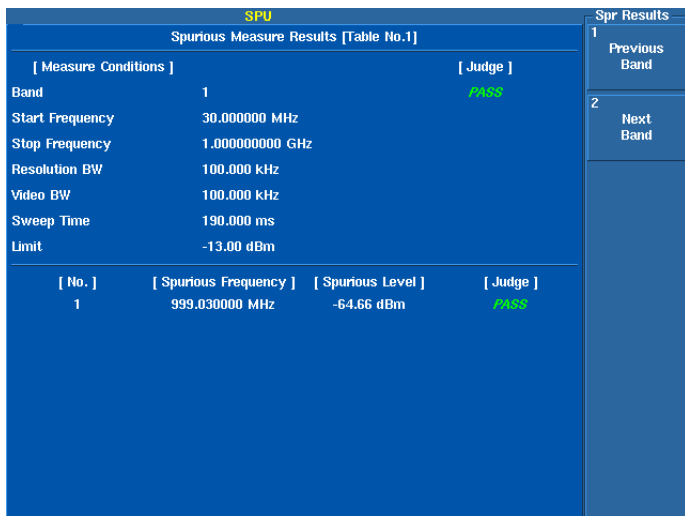 SPU
Spr Results
Spurious Measure Results [Table No.1]
1
Previous
Band
[ Measure Conditions ] [ Judge ]
Band 1 PASS
2
Next
Band
Start Frequency 30.000000 MHz
Stop Frequency 1.000000000 GHz
Resolution BW 100.000 kHz
Video BW 100.000 kHz
Sweep Time 190.000 ms
Limit -13.00 dBm
[ No. ] [ Spurious Frequency ] [ Spurious Level ] [ Judge ]
1 999.030000 MHz -64.66 dBm PASS